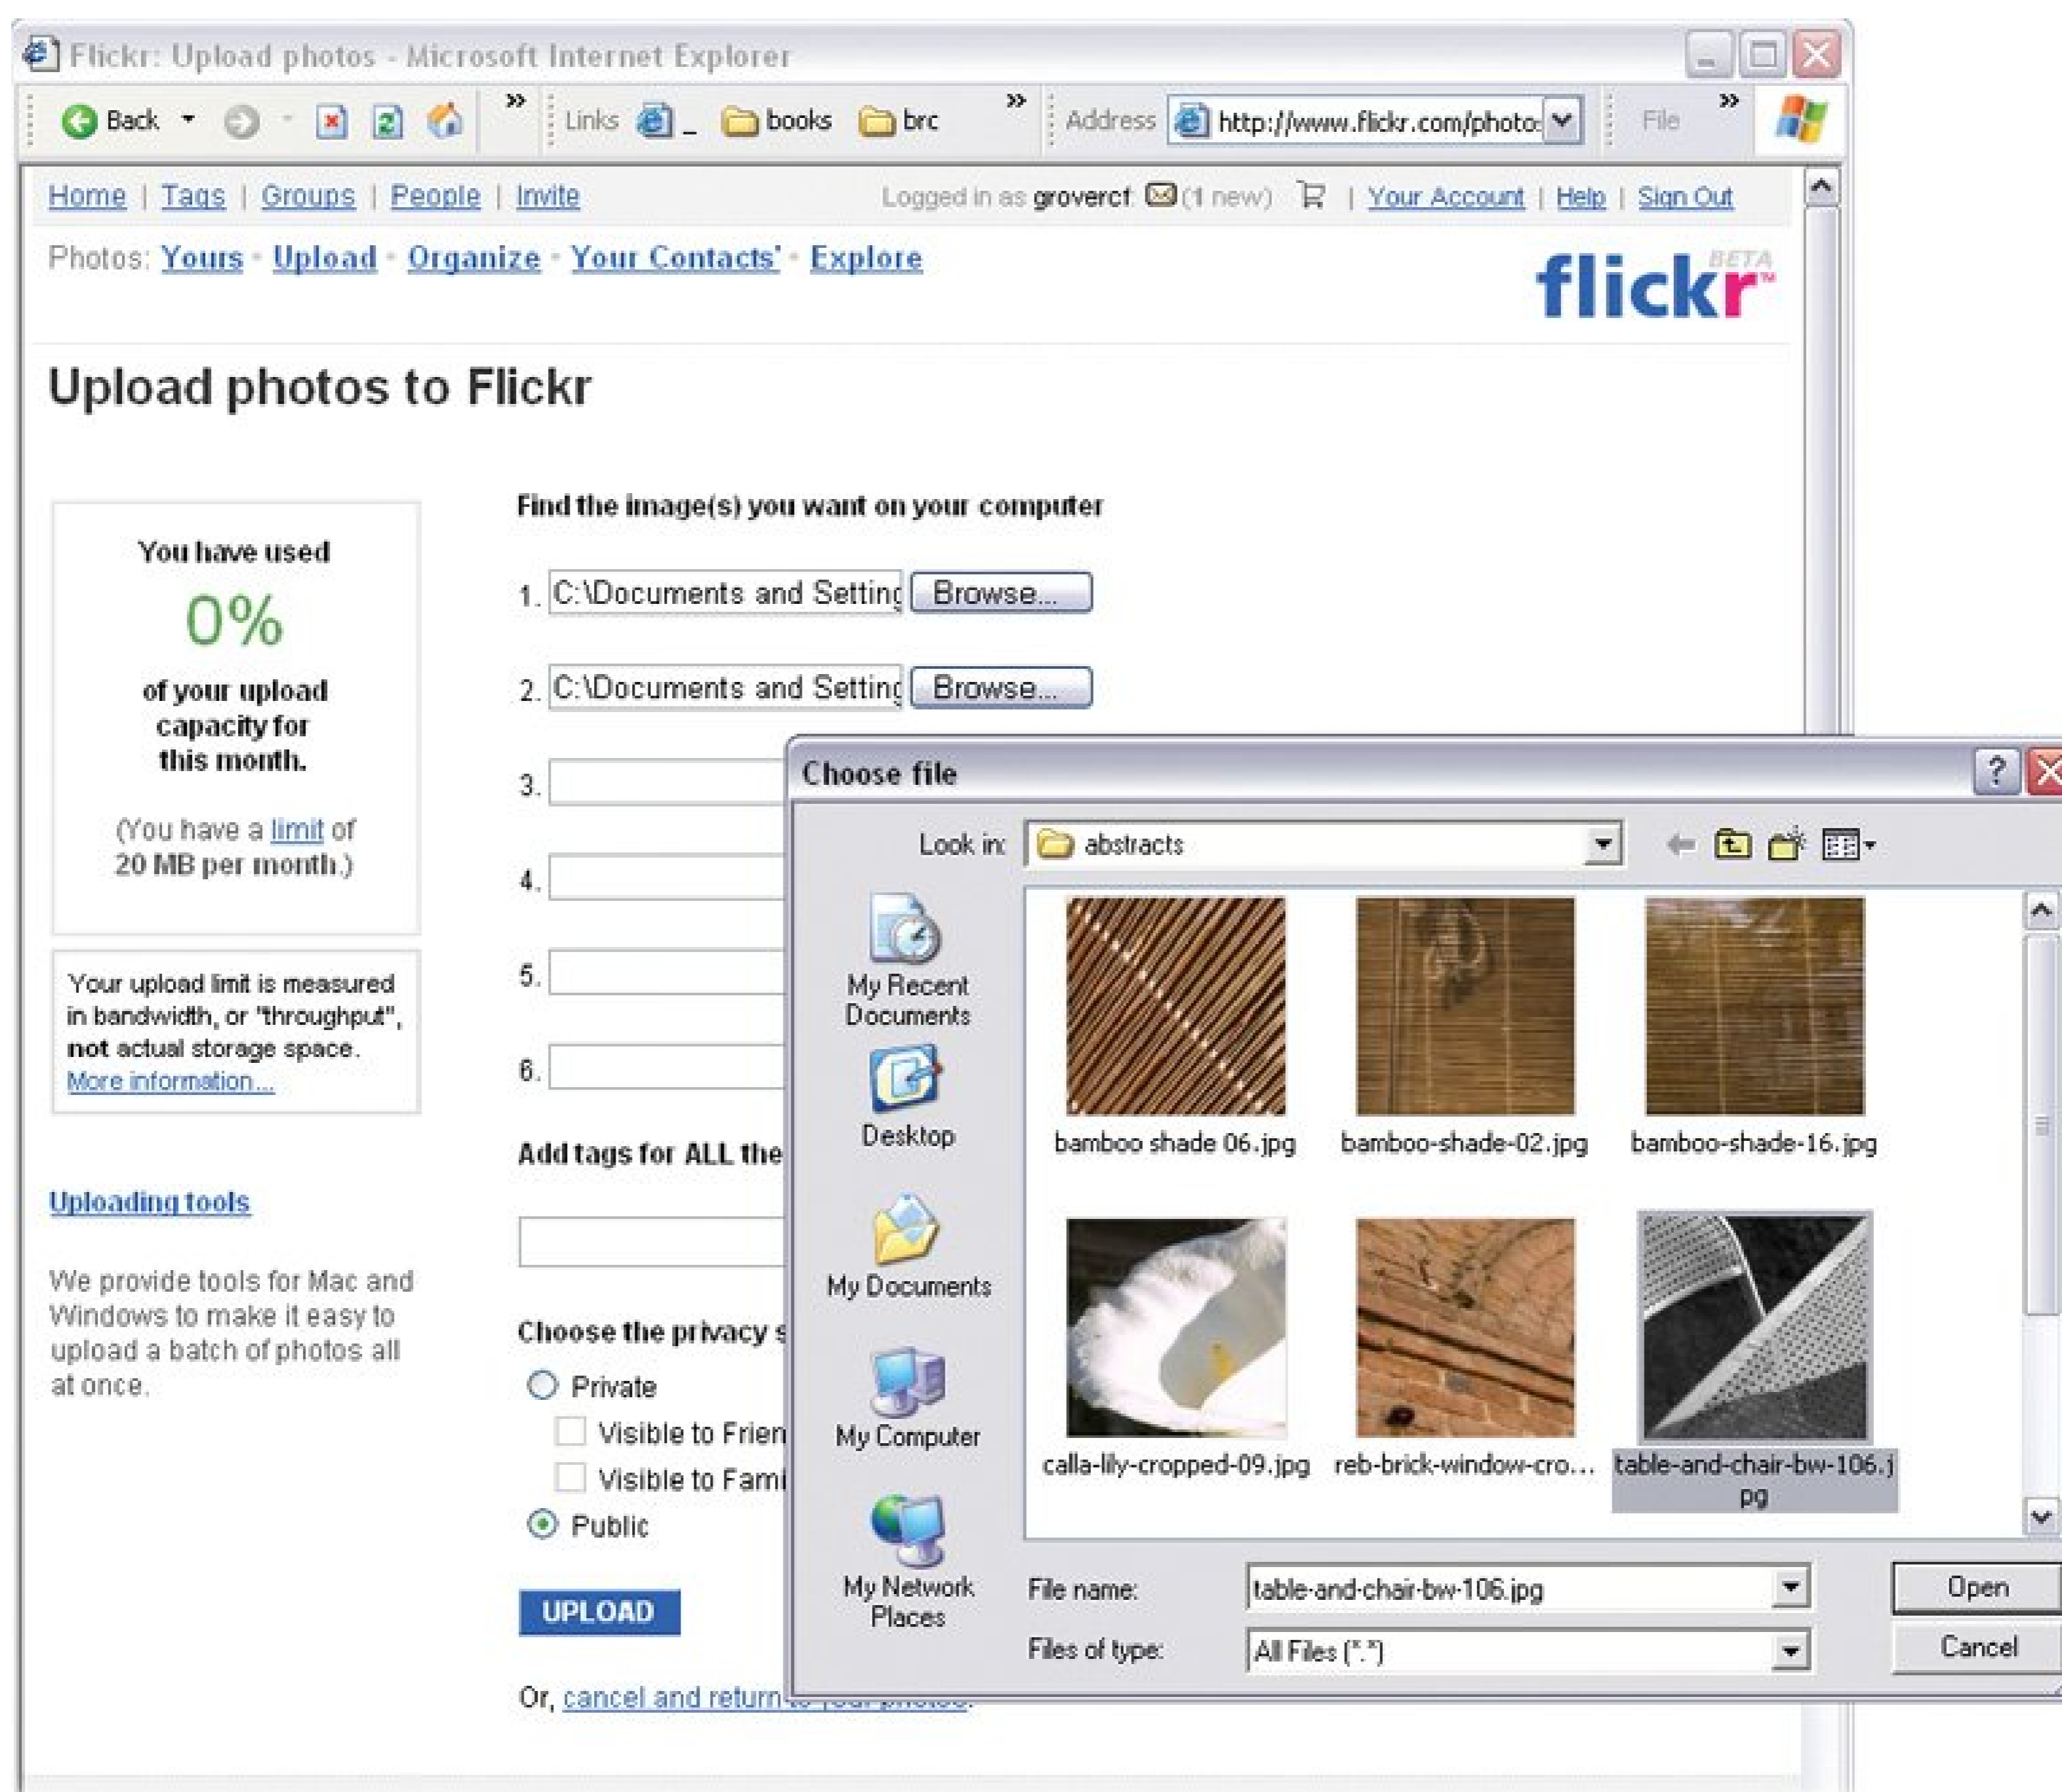 Flickr: Upload photos - Microsoft Internet Explorer
Back » Links _ books brc » Address http://www.flickr.com/photo: File »
Home | Tags | Groups | People | Invite
Logged in as grovercf (1 new) | Your Account | Help | Sign Out
Photos: Yours - Upload - Organize - Your Contacts' - Explore
flickr BETA ™
Upload photos to Flickr
You have used
0%
of your upload
capacity for
this month.
(You have a limit of
20 MB per month.)
Your upload limit is measured
in bandwidth, or "throughput",
not actual storage space.
More information...
Uploading tools
We provide tools for Mac and
Windows to make it easy to
upload a batch of photos all
at once.
Find the image(s) you want on your computer
1. C:\Documents and Setting Browse...
2. C:\Documents and Setting Browse...
3.
4.
5.
6.
Add tags for ALL the
Choose the privacy s
Private
Visible to Frien
Visible to Fami
Public
UPLOAD
Or, cancel and return to your photos.
Choose file
?
Look in: abstracts
My Recent
Documents
Desktop
My Documents
My Computer
My Network
Places
bamboo shade 06.jpg
bamboo-shade-02.jpg
bamboo-shade-16.jpg
calla-lily-cropped-09.jpg
reb-brick-window-cro...
table-and-chair-bw-106.j
pg
File name: table-and-chair-bw-106.jpg
Open
Files of type: All Files (*.*)
Cancel